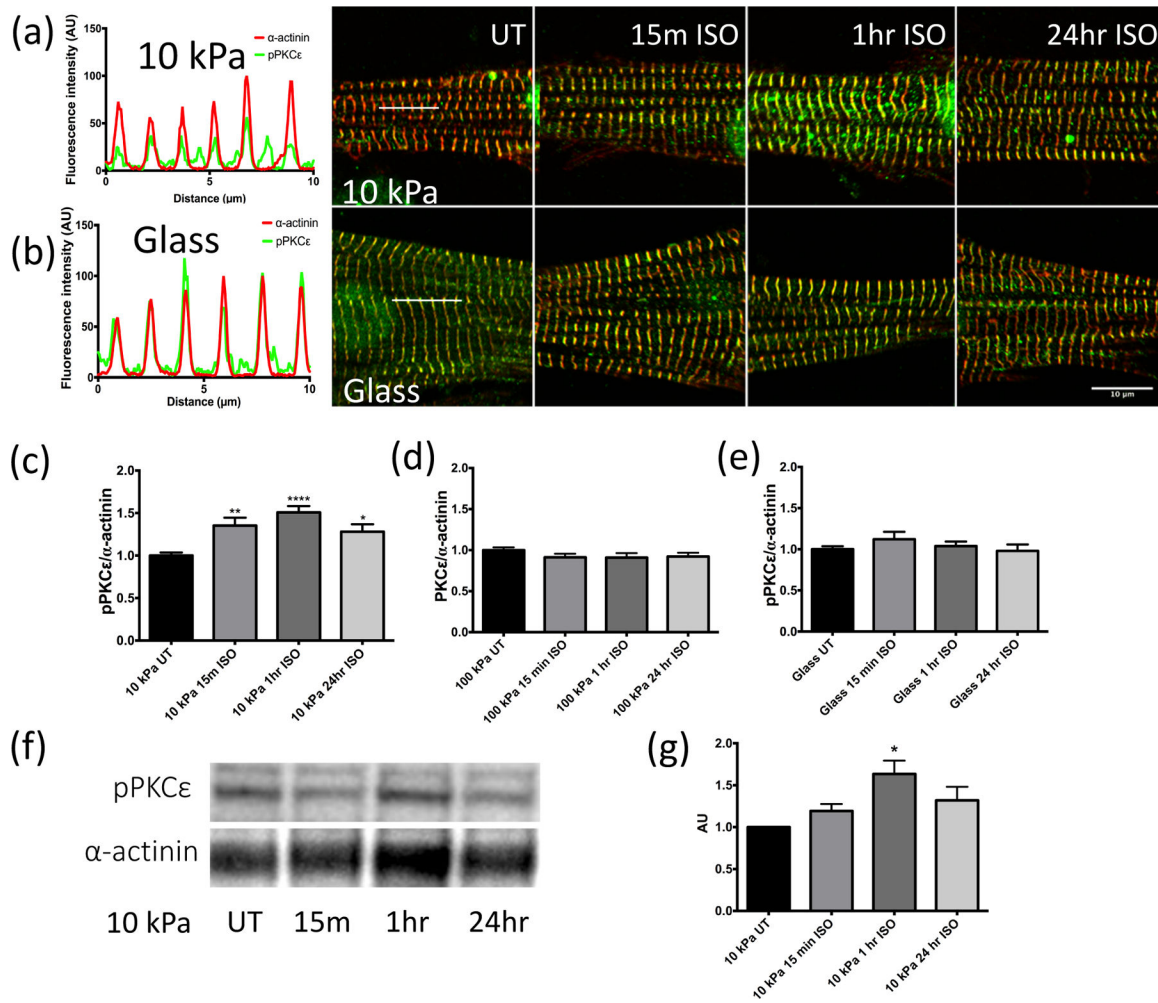 (a)
Fluorescence intensity (AU)
150
100
50
0
0
5
10
Distance (µm)
10 kPa
α-actinin
pPKCε
UT
15m ISO
1hr ISO
24hr ISO
10 kPa
(b)
Fluorescence intensity (AU)
150
100
50
0
0
5
10
Distance (µm)
Glass
α-actinin
pPKCε
Glass
10 µm
(c)
pPKCε/α-actinin
2.0
1.5
1.0
0.5
0.0
**
****
*
10 kPa UT
10 kPa 15m ISO
10 kPa 1hr ISO
10 kPa 24hr ISO
(d)
PKCε/α-actinin
2.0
1.5
1.0
0.5
0.0
100 kPa UT
100 kPa 15 min ISO
100 kPa 1 hr ISO
100 kPa 24 hr ISO
(e)
pPKCε/α-actinin
2.0
1.5
1.0
0.5
0.0
Glass UT
Glass 15 min ISO
Glass 1 hr ISO
Glass 24 hr ISO
(f)
pPKCε
α-actinin
10 kPa UT 15m 1hr 24hr
(g)
AU
2.0
1.5
1.0
0.5
0.0
*
10 kPa UT
10 kPa 15 min ISO
10 kPa 1 hr ISO
10 kPa 24 hr ISO